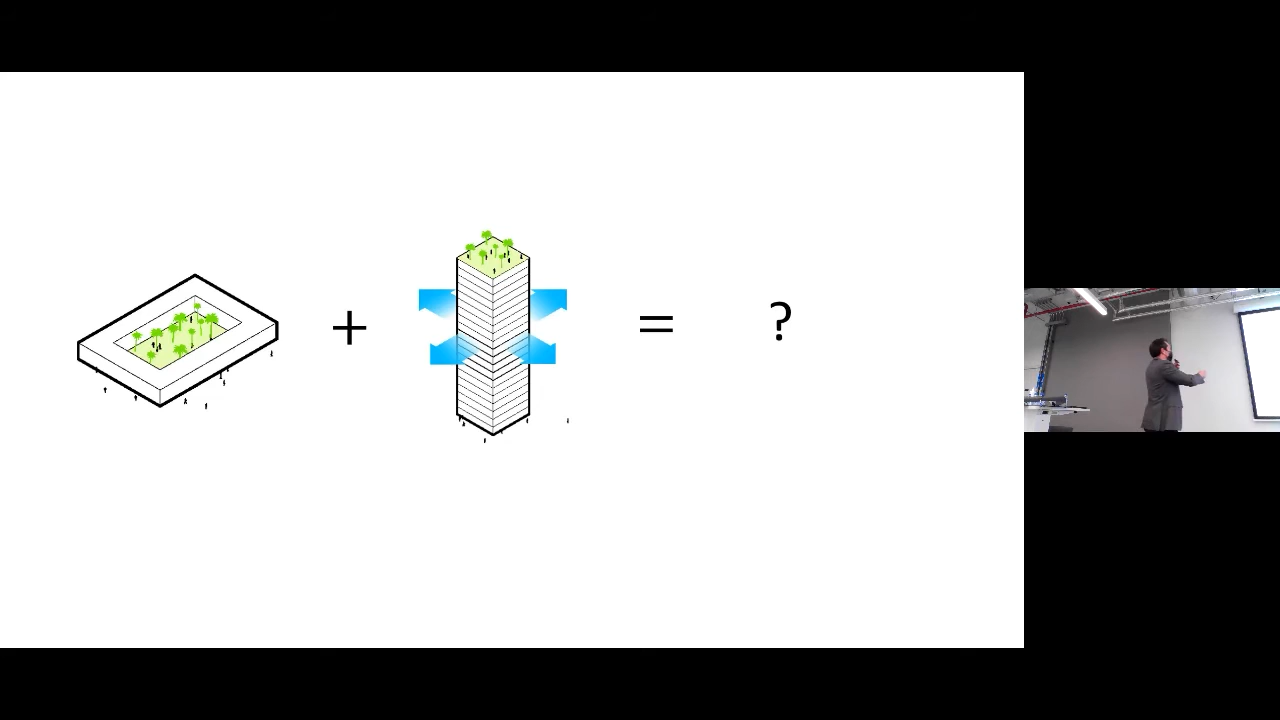 + = ?